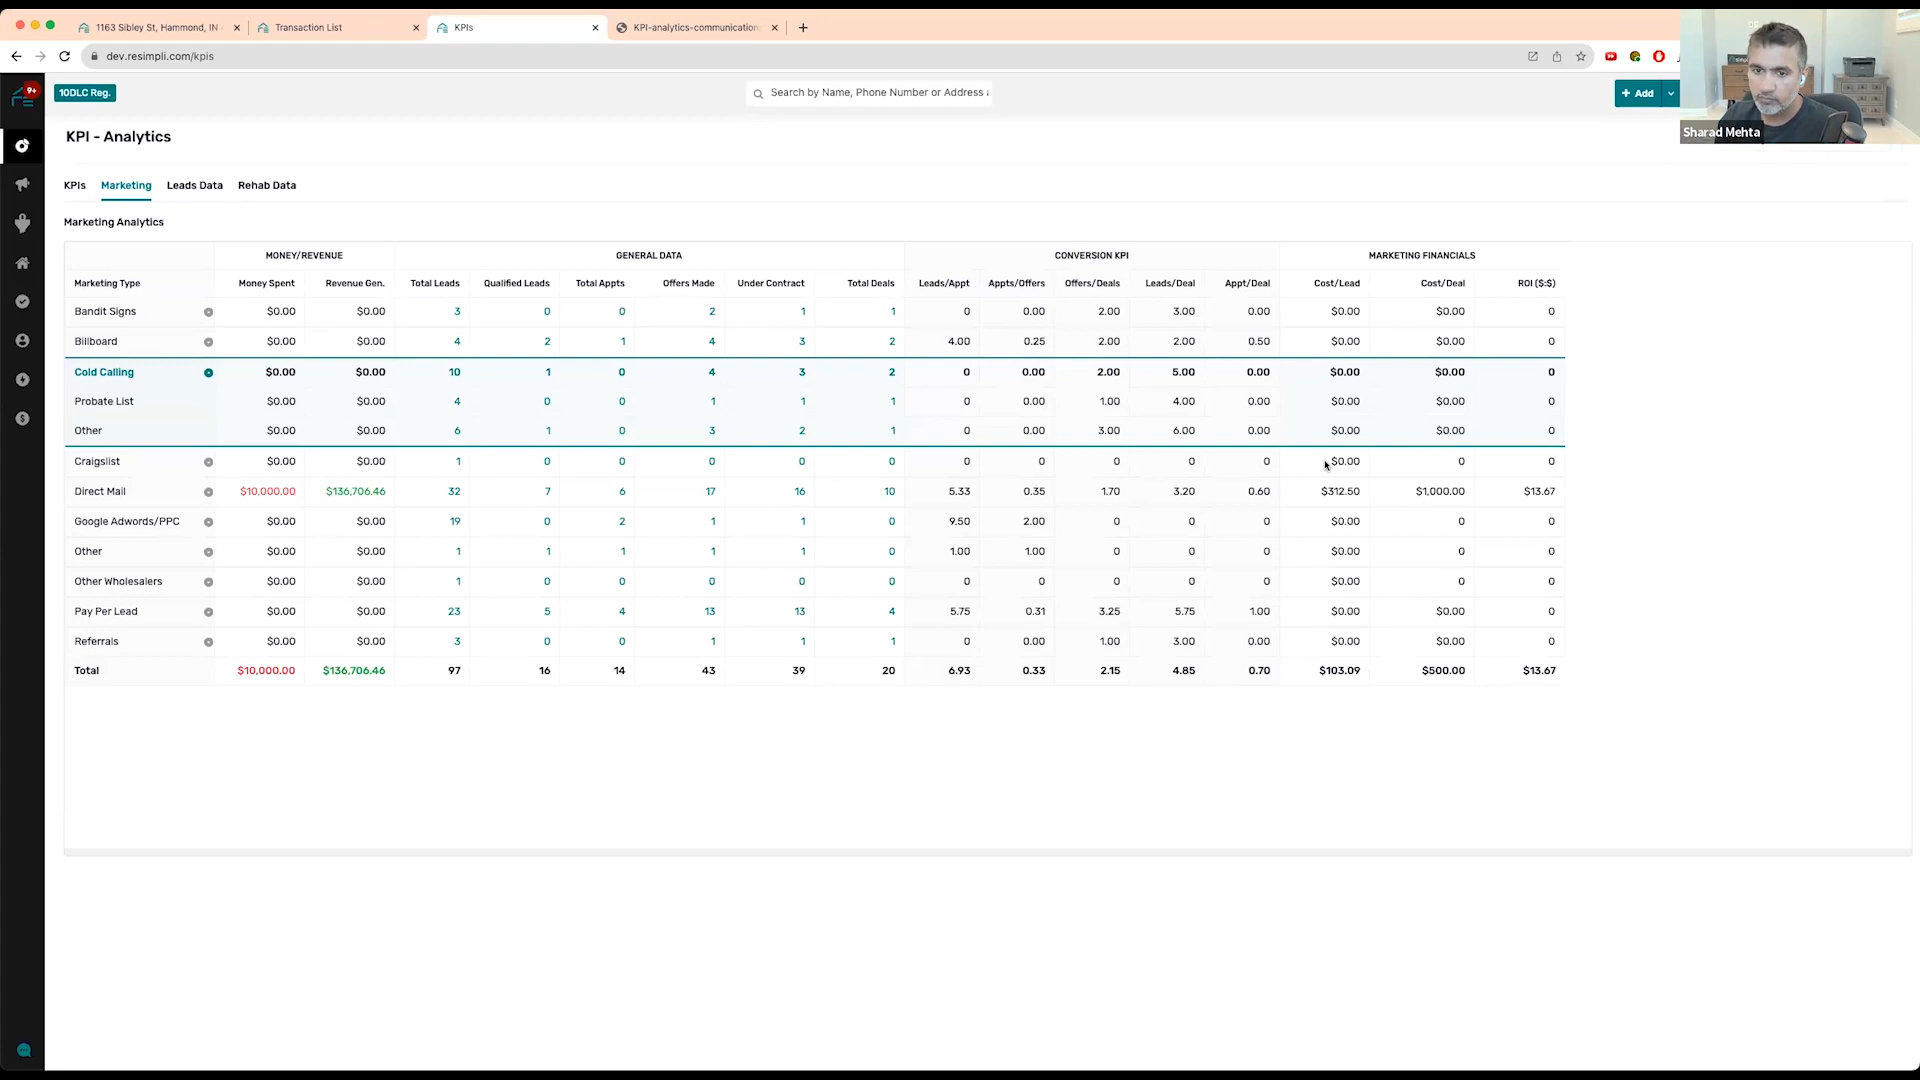 1163 Sibley St, Hammond, IN
Transaction List
KPIs
KPI-analytics-communication
dev.resimpli.com/kpis
9+
10DLC Reg.
Search by Name, Phone Number or Address
+ Add
Sharad Mehta
KPI - Analytics
KPIs Marketing Leads Data Rehab Data
Marketing Analytics
MONEY/REVENUE GENERAL DATA CONVERSION KPI MARKETING FINANCIALS
Marketing Type Money Spent Revenue Gen. Total Leads Qualified Leads Total Appts Offers Made Under Contract Total Deals Leads/Appt Appts/Offers Offers/Deals Leads/Deal Appt/Deal Cost/Lead Cost/Deal ROI ($:$)
Bandit Signs $0.00 $0.00 3 0 0 2 1 1 0 0.00 2.00 3.00 0.00 $0.00 $0.00 0
Billboard $0.00 $0.00 4 2 1 4 3 2 4.00 0.25 2.00 2.00 0.50 $0.00 $0.00 0
Cold Calling $0.00 $0.00 10 1 0 4 3 2 0 0.00 2.00 5.00 0.00 $0.00 $0.00 0
Probate List $0.00 $0.00 4 0 0 1 1 1 0 0.00 1.00 4.00 0.00 $0.00 $0.00 0
Other $0.00 $0.00 6 1 0 3 2 1 0 0.00 3.00 6.00 0.00 $0.00 $0.00 0
Craigslist $0.00 $0.00 1 0 0 0 0 0 0 0 0 0 0 $0.00 0 0
Direct Mail $10,000.00 $136,706.46 32 7 6 17 16 10 5.33 0.35 1.70 3.20 0.60 $312.50 $1,000.00 $13.67
Google Adwords/PPC $0.00 $0.00 19 0 2 1 1 0 9.50 2.00 0 0 0 $0.00 0 0
Other $0.00 $0.00 1 1 1 1 1 0 1.00 1.00 0 0 0 $0.00 0 0
Other Wholesalers $0.00 $0.00 1 0 0 0 0 0 0 0 0 0 0 $0.00 0 0
Pay Per Lead $0.00 $0.00 23 5 4 13 13 4 5.75 0.31 3.25 5.75 1.00 $0.00 $0.00 0
Referrals $0.00 $0.00 3 0 0 1 1 1 0 0.00 1.00 3.00 0.00 $0.00 $0.00 0
Total $10,000.00 $136,706.46 97 16 14 43 39 20 6.93 0.33 2.15 4.85 0.70 $103.09 $500.00 $13.67